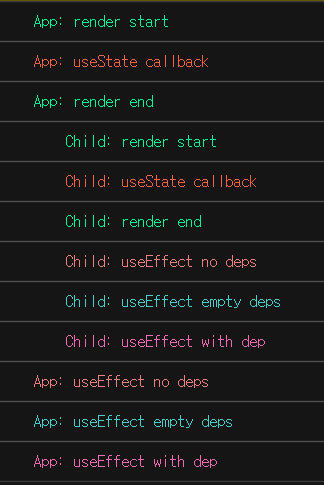 App: render start
App: useState callback
App: render end
Child: render start
Child: useState callback
Child: render end
Child: useEffect no deps
Child: useEffect empty deps
Child: useEffect with dep
App: useEffect no deps
App: useEffect empty deps
App: useEffect with dep